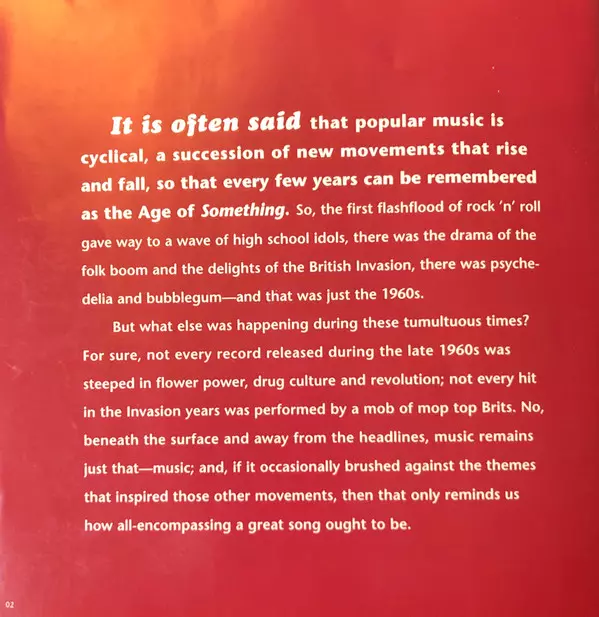 It is often said that popular music is
cyclical, a succession of new movements that rise
and fall, so that every few years can be remembered
as the Age of Something. So, the first flashflood of rock 'n' roll
gave way to a wave of high school idols, there was the drama of the
folk boom and the delights of the British Invasion, there was psyche-
delia and bubblegum—and that was just the 1960s.
But what else was happening during these tumultuous times?
For sure, not every record released during the late 1960s was
steeped in flower power, drug culture and revolution; not every hit
in the Invasion years was performed by a mob of mop top Brits. No,
beneath the surface and away from the headlines, music remains
just that—music; and, if it occasionally brushed against the themes
that inspired those other movements, then that only reminds us
how all-encompassing a great song ought to be.
02